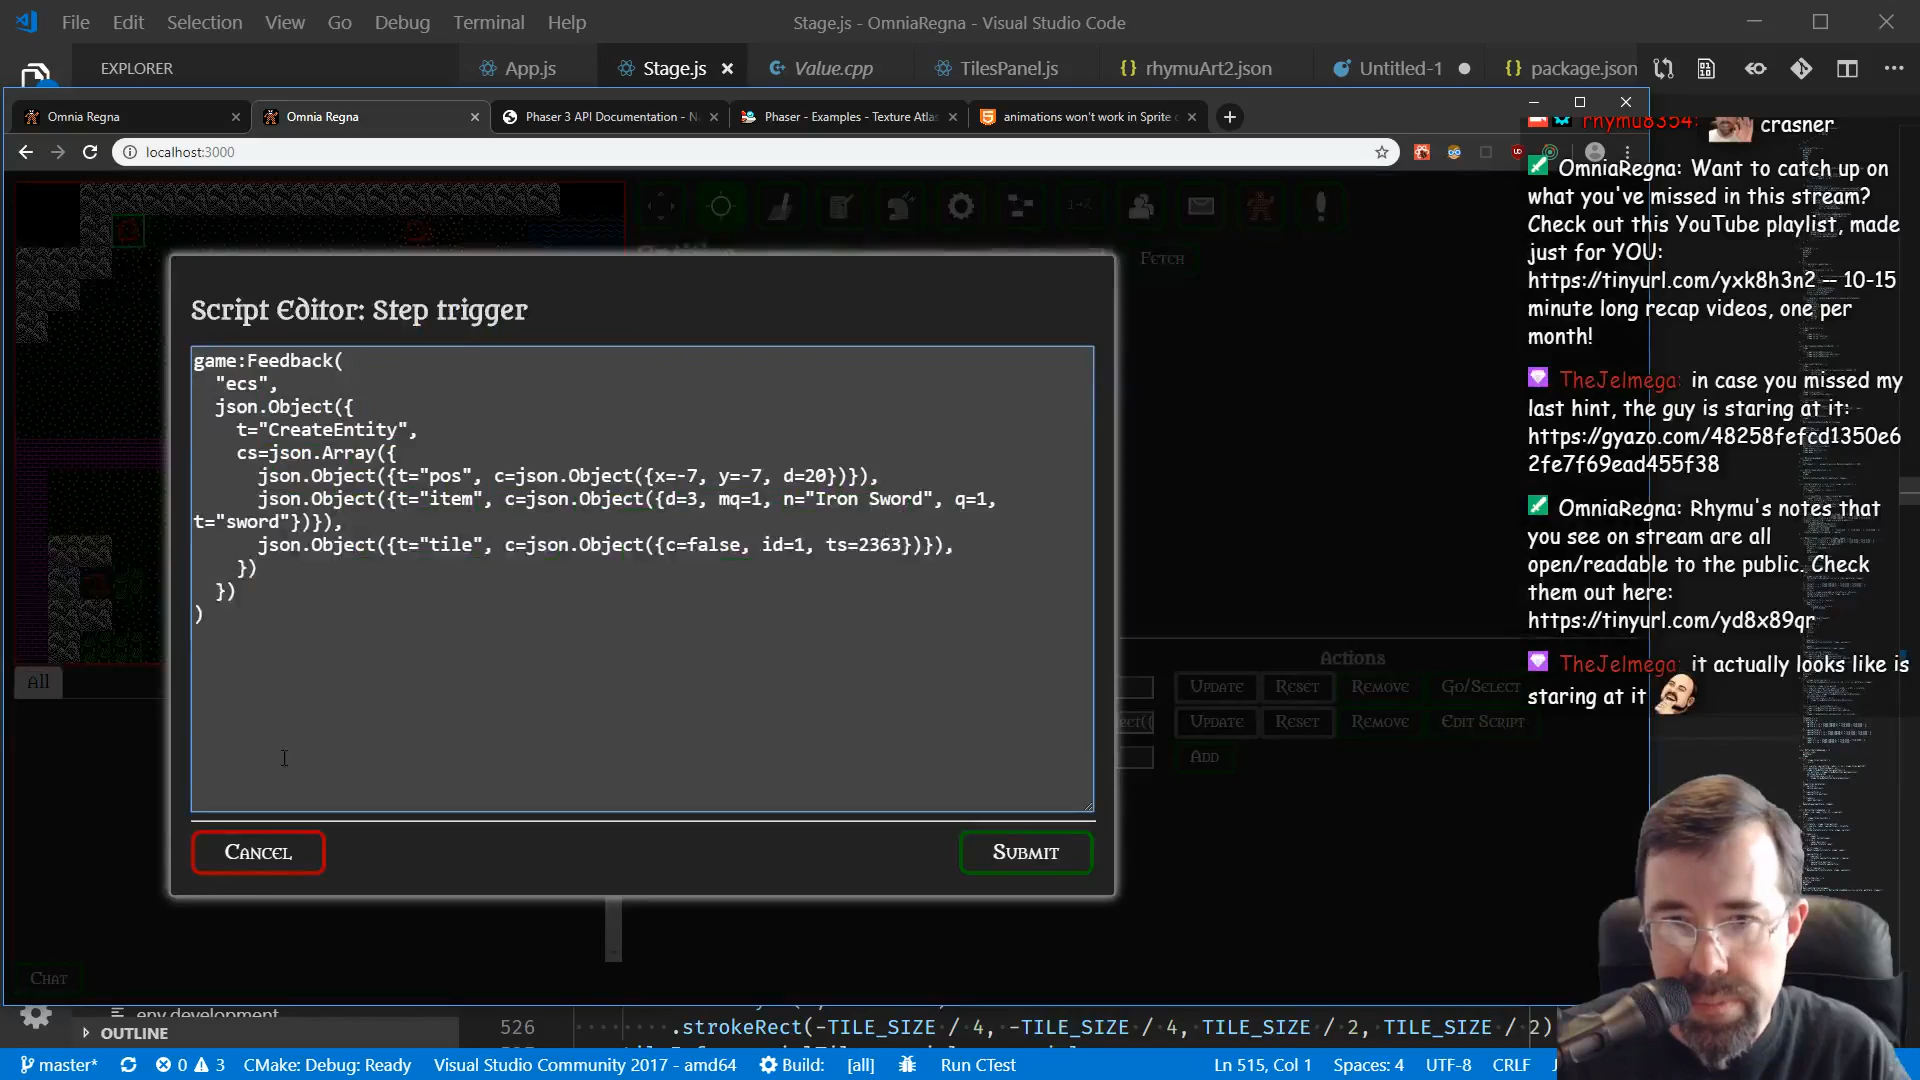 File Edit Selection View Go Debug Terminal Help
Stage.js - OmniaRegna - Visual Studio Code
EXPLORER
App.js
Stage.js
Value.cpp
TilesPanel.js
{} rhymuArt2.json
Untitled-1
{} package.json
Omnia Regna
Omnia Regna
Phaser 3 API Documentation - N
Phaser - Examples - Texture Atlas
animations won't work in Sprite
localhost:3000
Fetch
Script Editor: Step trigger
game:Feedback(
"ecs",
json.Object({
t="CreateEntity",
cs=json.Array({
json.Object({t="pos", c=json.Object({x=-7, y=-7, d=20})}),
json.Object({t="item", c=json.Object({d=3, mq=1, n="Iron Sword", q=1,
t="sword"})}),
json.Object({t="tile", c=json.Object({c=false, id=1, ts=2363})}),
})
})
)
Cancel
Submit
All
Chat
Actions
Update Reset Remove Go/Select
Update Reset Remove Edit Script
Add
rhymu8354:
crasner
OmniaRegna: Want to catch up on
what you've missed in this stream?
Check out this YouTube playlist, made
just for YOU:
https://tinyurl.com/yxk8h3n2 -- 10-15
minute long recap videos, one per
month!
TheJelmega: in case you missed my
last hint, the guy is staring at it:
https://gyazo.com/48258fefcd1350e6
2fe7f69ead455f38
OmniaRegna: Rhymu's notes that
you see on stream are all
open/readable to the public. Check
them out here:
https://tinyurl.com/yd8x89qr
TheJelmega: it actually looks like is
staring at it
env.development
OUTLINE
526
.strokeRect(-TILE_SIZE / 4, -TILE_SIZE / 4, TILE_SIZE / 2, TILE_SIZE / 2)
master*
0 3
CMake: Debug: Ready
Visual Studio Community 2017 - amd64
Build:
[all]
Run CTest
Ln 515, Col 1
Spaces: 4
UTF-8
CRLF